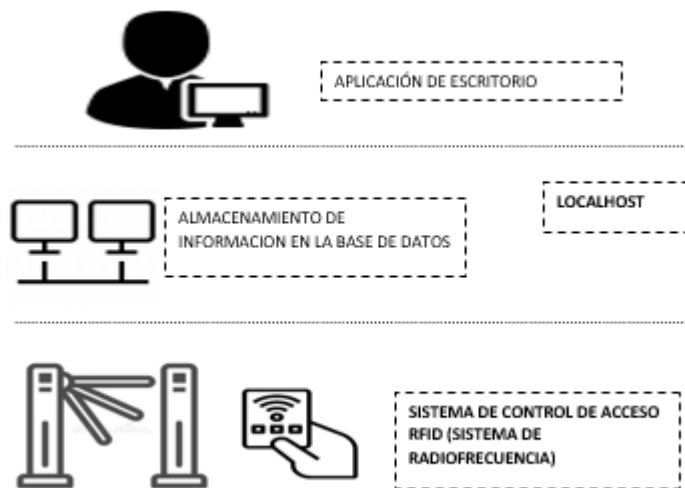 APLICACIÓN DE ESCRITORIO
ALMACENAMIENTO DE
INFORMACION EN LA BASE DE DATOS
LOCALHOST
SISTEMA DE CONTROL DE ACCESO
RFID (SISTEMA DE
RADIOFRECUENCIA)